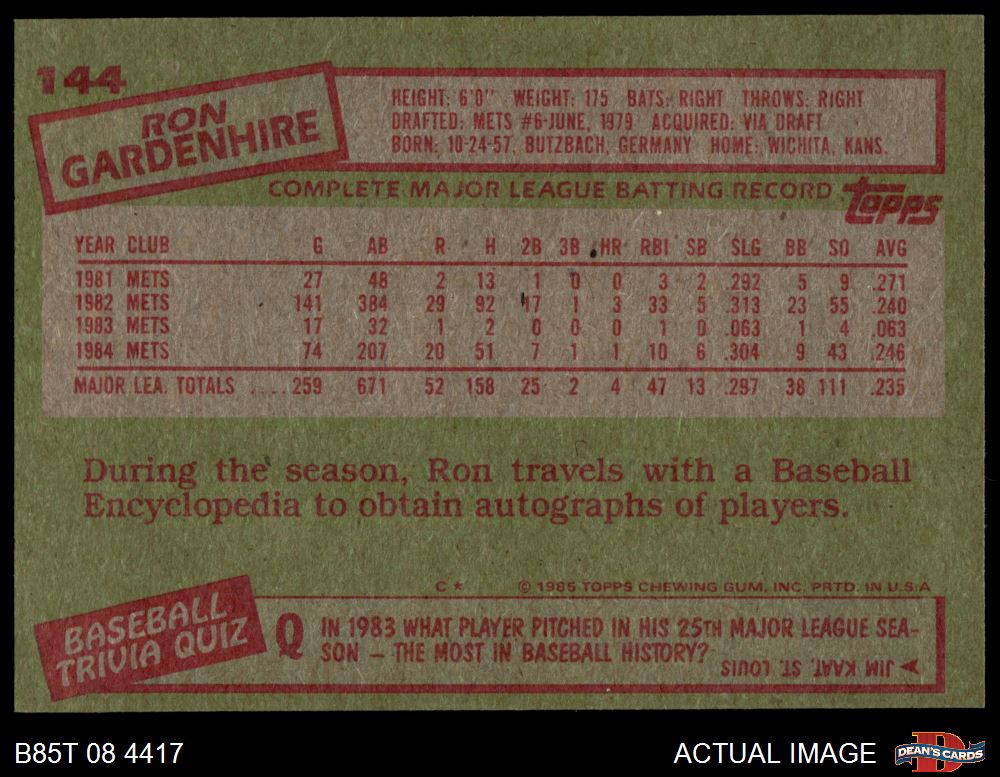 144
RON
GARDENHIRE
HEIGHT: 6'0" WEIGHT: 175 BATS: RIGHT THROWS: RIGHT
DRAFTED: METS #6-JUNE, 1979 ACQUIRED: VIA DRAFT
BORN: 10-24-57, BUTZBACH, GERMANY HOME: WICHITA, KANS.
COMPLETE MAJOR LEAGUE BATTING RECORD topps
YEAR CLUB G AB R H 2B 3B HR RBI SB SLG BB SO AVG
1981 METS 27 48 2 13 1 0 0 3 2 .292 5 9 .271
1982 METS 141 384 29 92 17 1 3 33 5 .313 23 55 .240
1983 METS 17 32 1 2 0 0 0 1 0 .063 1 4 .063
1984 METS 74 207 20 51 7 1 1 10 6 .304 9 43 .246
MAJOR LEA. TOTALS ....259 671 52 158 25 2 4 47 13 .297 38 111 .235
During the season, Ron travels with a Baseball
Encyclopedia to obtain autographs of players.
C* © 1985 TOPPS CHEWING GUM, INC. PRTD. IN U.S.A
BASEBALL
TRIVIA QUIZ
Q IN 1983 WHAT PLAYER PITCHED IN HIS 25TH MAJOR LEAGUE SEA-
SON – THE MOST IN BASEBALL HISTORY?
A JIM KAAT, ST. LOUIS
B85T 08 4417 ACTUAL IMAGE D DEAN'S CARDS